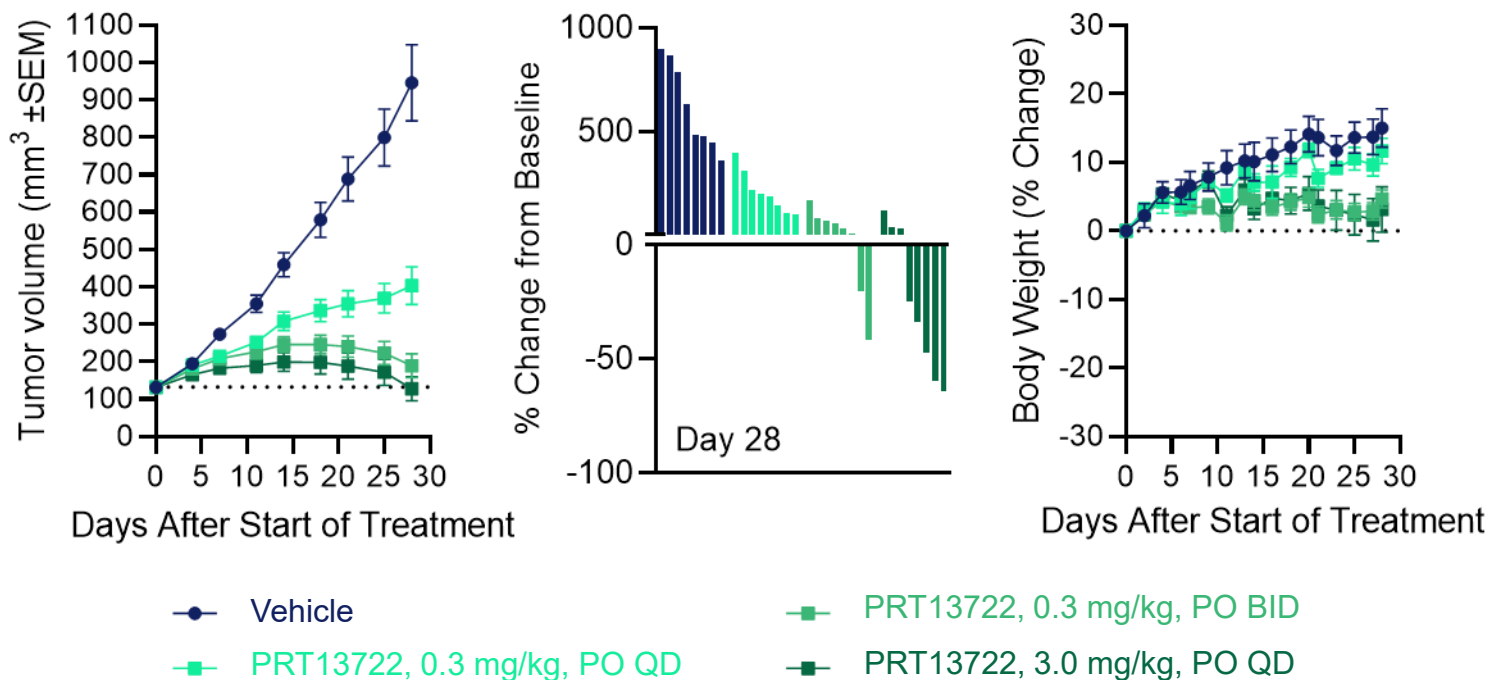 Tumor volume (mm³ ±SEM)
1100
1000
900
800
700
600
500
400
300
200
100
0
0 5 10 15 20 25 30
Days After Start of Treatment
% Change from Baseline
1000
500
0
-50
-100
Day 28
Body Weight (% Change)
30
20
10
0
-10
-20
-30
0 5 10 15 20 25 30
Days After Start of Treatment
Vehicle
PRT13722, 0.3 mg/kg, PO QD
PRT13722, 0.3 mg/kg, PO BID
PRT13722, 3.0 mg/kg, PO QD